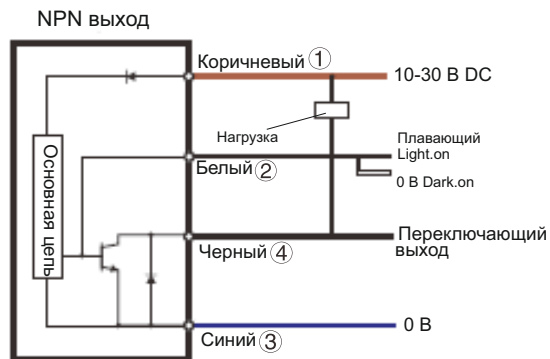 NPN выход
Коричневый ①
10-30 В DC
Нагрузка
Плавающий
Light.on
Белый ②
0 В Dark.on
Основная цепь
Черный ④
Переключающий
выход
Синий ③
0 В